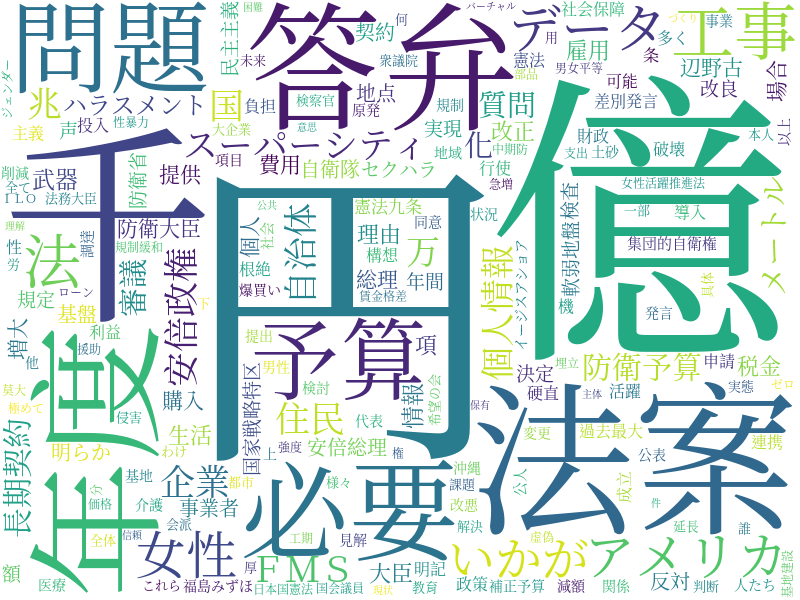 問題
答弁
データ
工事
億
円
千
年度
法案
必要
予算
法
国
兆
ハラスメント
スーパーシティ
化
質問
契約
社会保障
雇用
憲法
条
多く
辺野古
可能
改良
場合
差別発言
男女平等
民主主義
未来
何
バーチャル
困難
づくり
事業
用
部品
衆議院
ジェンダー
主義
声
投入
性暴力
負担
大企業
検察官
意思
地点
原発
規制
実現
改正
中期防
財政
以上
本人
削減
全て
武器
ILO
法務大臣
防衛省
提供
項目
費用
自衛隊
セクハラ
地域
行使
急増
支出
土砂
破壊
理解
性
労
調達
規制緩和
防衛大臣
安倍政権
審議
規定
ローン
基盤
下
個人
社会
公共
根絶
爆買い
自治体
憲法九条
理由
構想
同意
状況
万
総理
年間
賃金格差
個人情報
イージスアショア
軟弱地盤
検査
機
女性活躍推進法
一部
導入
集団的自衛権
メートル
発言
具体
増大
他
利益
援助
購入
提出
男性
検討
国家戦略特区
項
情報
希望の会
代表
住民
安倍総理
決定
硬直
埋立
防衛予算
申請
税金
主体
活躍
実態
ゼロ
莫大
極めて
侵害
明らか
生活
わけ
上
強度
権
様々
保有
変更
過去最大
公表
連携
長期契約
分
価格
基地
介護
企業
事業者
都市
沖縄
課題
改悪
公人
成立
件
延長
誰
額
全体
信頼
会派
女性
工期
厚
見解
FMS
解決
虚偽
いかが
アメリカ
医療
これら
福島みずほ
日本国憲法
現状
国会議員
大臣
明記
教育
政策
補正予算
減額
関係
反対
判断
人たち
基地建設